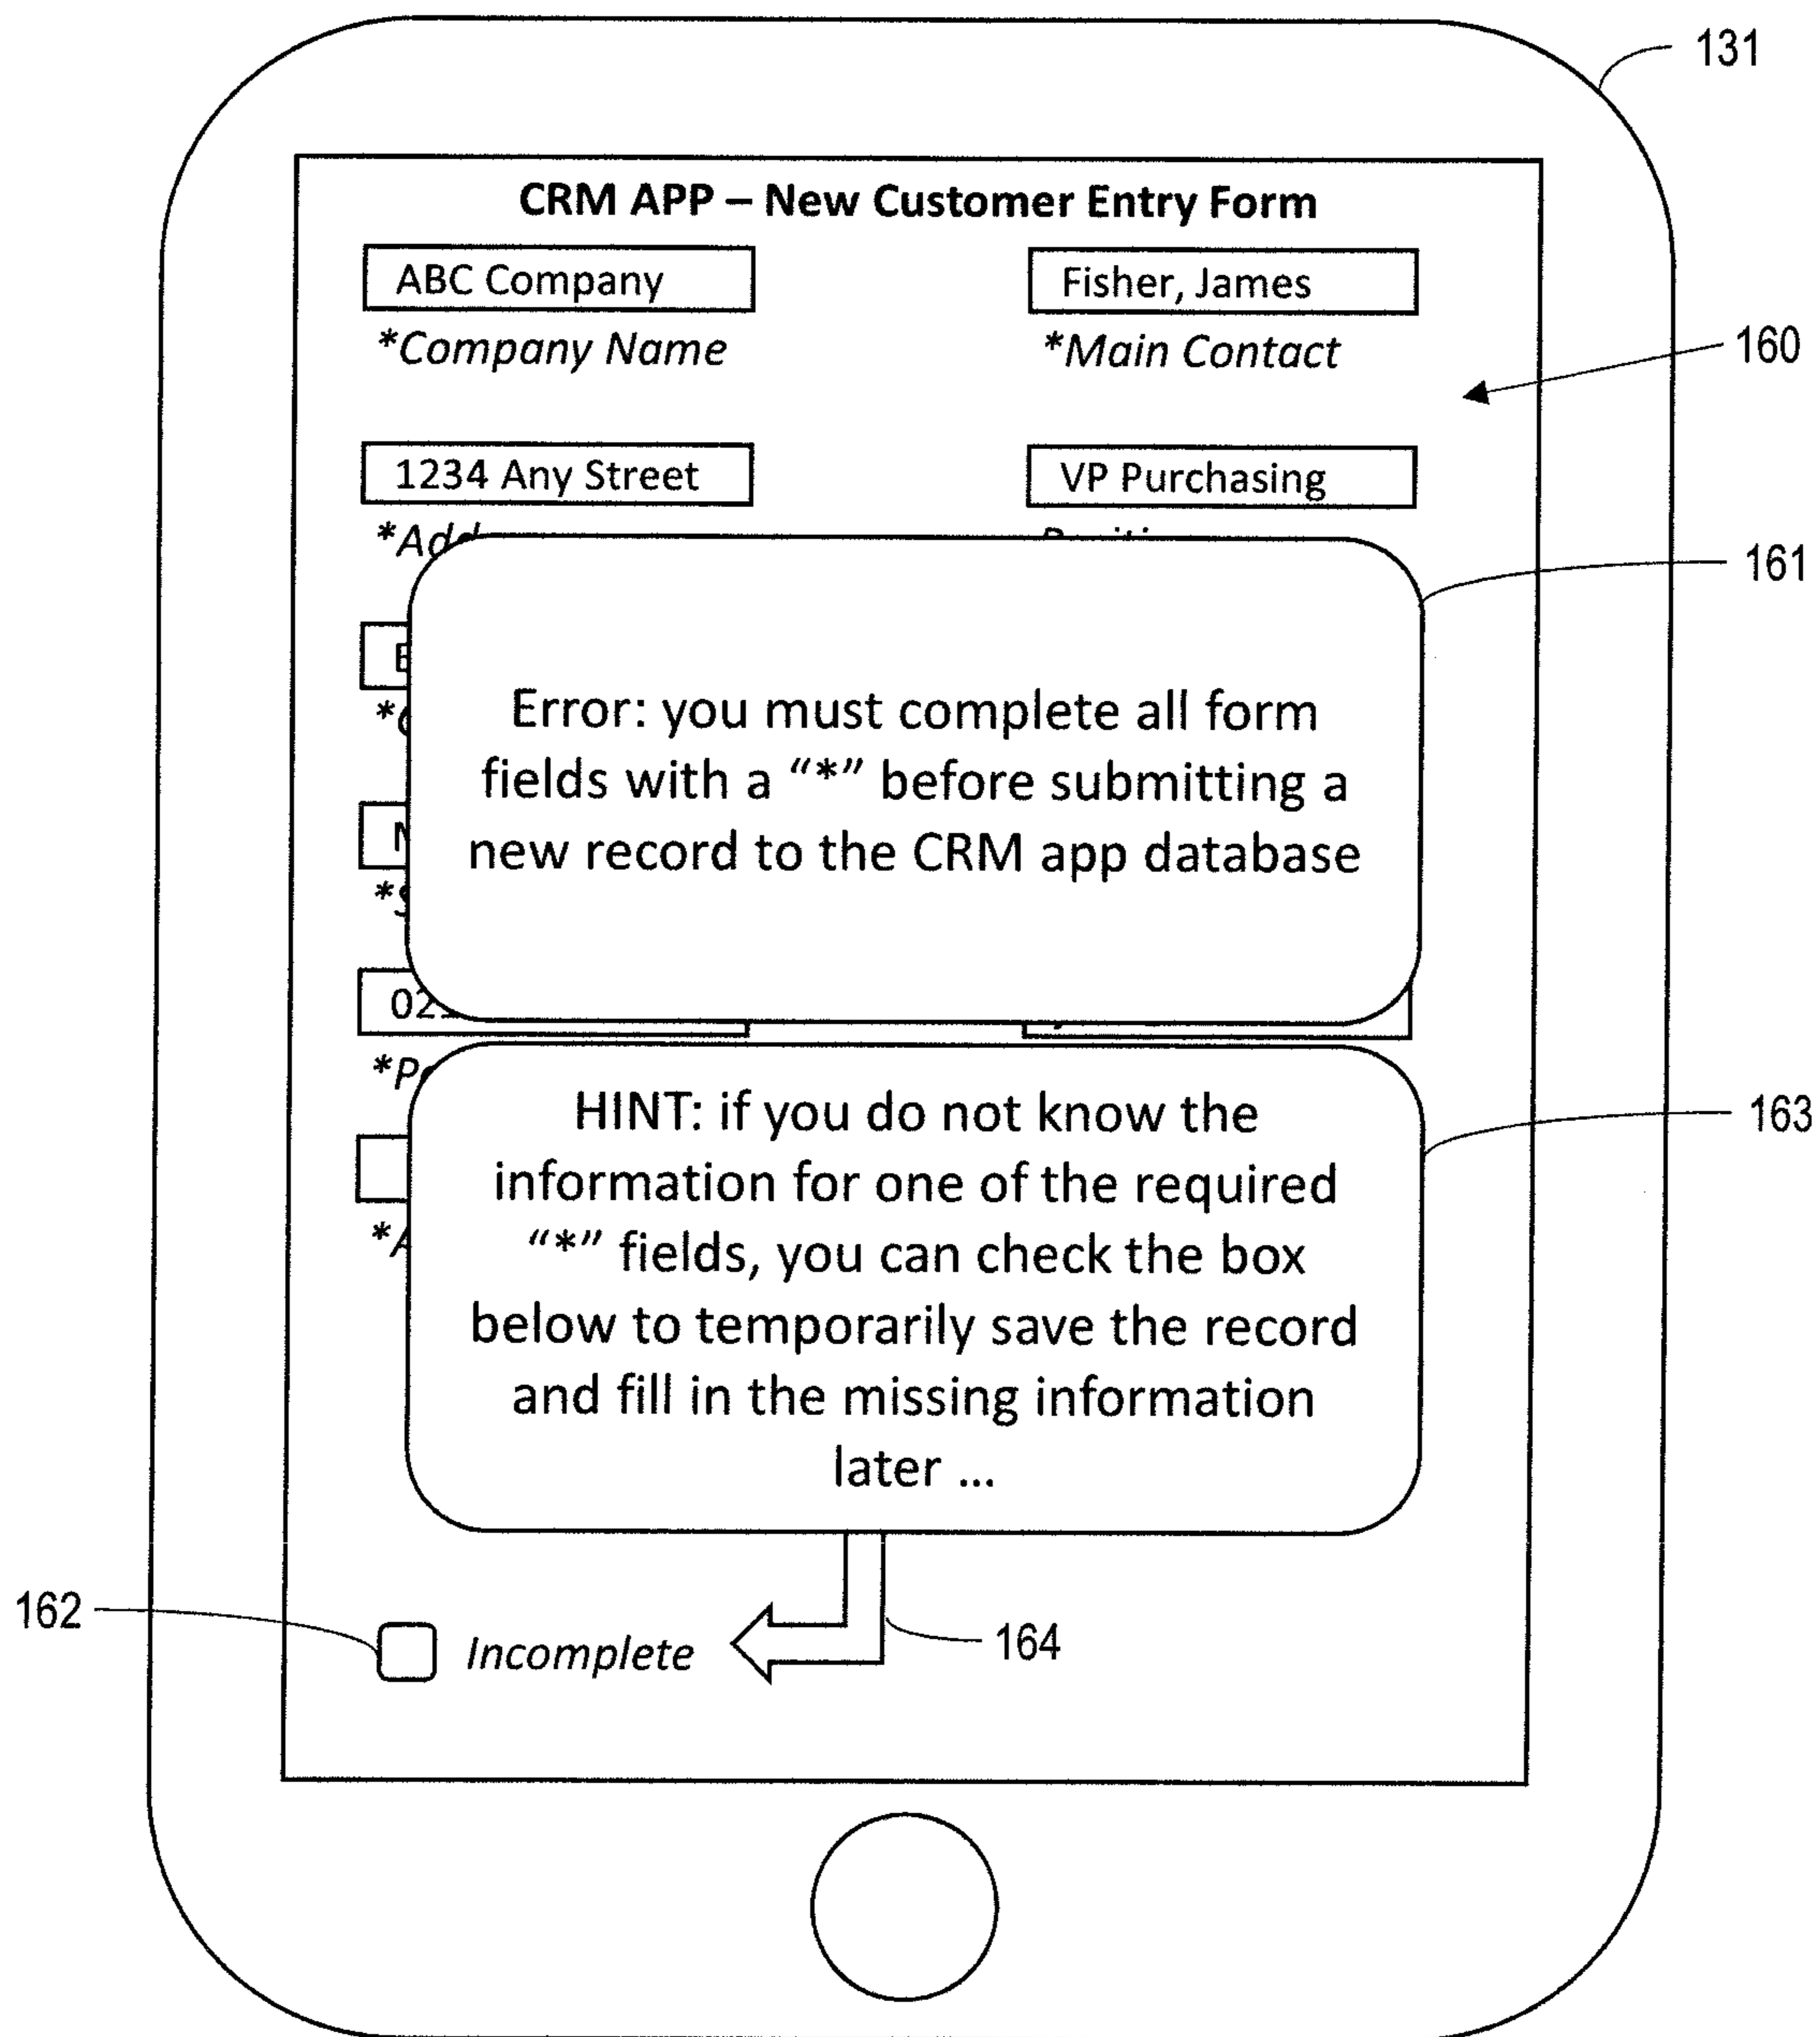 131
CRM APP – New Customer Entry Form
ABC Company
Fisher, James
*Company Name
*Main Contact
160
1234 Any Street
VP Purchasing
161
Error: you must complete all form
fields with a “*” before submitting a
new record to the CRM app database
HINT: if you do not know the
information for one of the required
“*” fields, you can check the box
below to temporarily save the record
and fill in the missing information
later ...
163
162
Incomplete
164